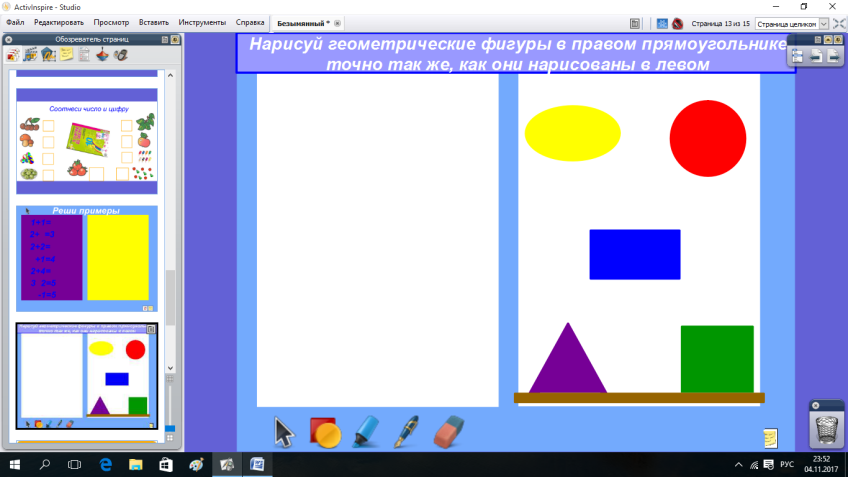 ActivInspire - Studio
Файл Редактировать Просмотр Вставить Инструменты Справка Безымянный *
Страница 13 из 15 Страница целиком
Обозреватель страниц
Нарисуй геометрические фигуры в правом прямоугольнике
точно так же, как они нарисованы в левом
Соотнеси число и цифру
Реши примеры
РУС
23:52
04.11.2017